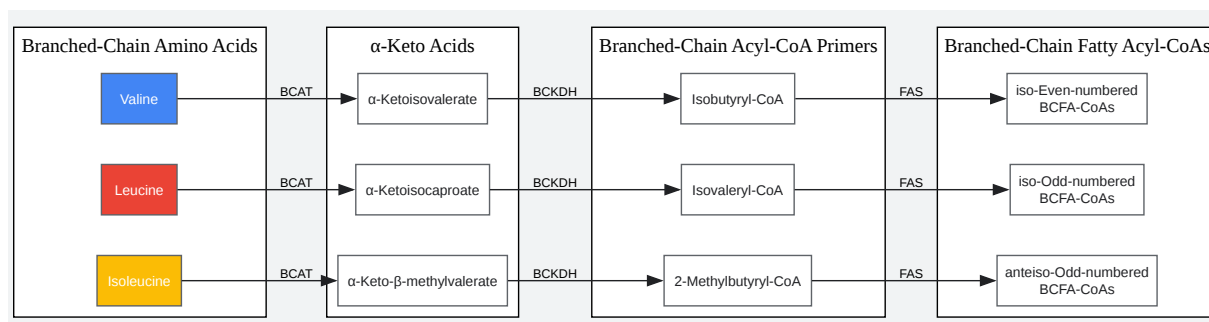 Branched-Chain Amino Acids
α-Keto Acids
Branched-Chain Acyl-CoA Primers
Branched-Chain Fatty Acyl-CoAs
Valine
BCAT
α-Ketoisovalerate
BCKDH
Isobutyryl-CoA
FAS
iso-Even-numbered
BCFA-CoAs
Leucine
BCAT
α-Ketoisocaproate
BCKDH
Isovaleryl-CoA
FAS
iso-Odd-numbered
BCFA-CoAs
Isoleucine
BCAT
α-Keto-β-methylvalerate
BCKDH
2-Methylbutyryl-CoA
FAS
anteiso-Odd-numbered
BCFA-CoAs